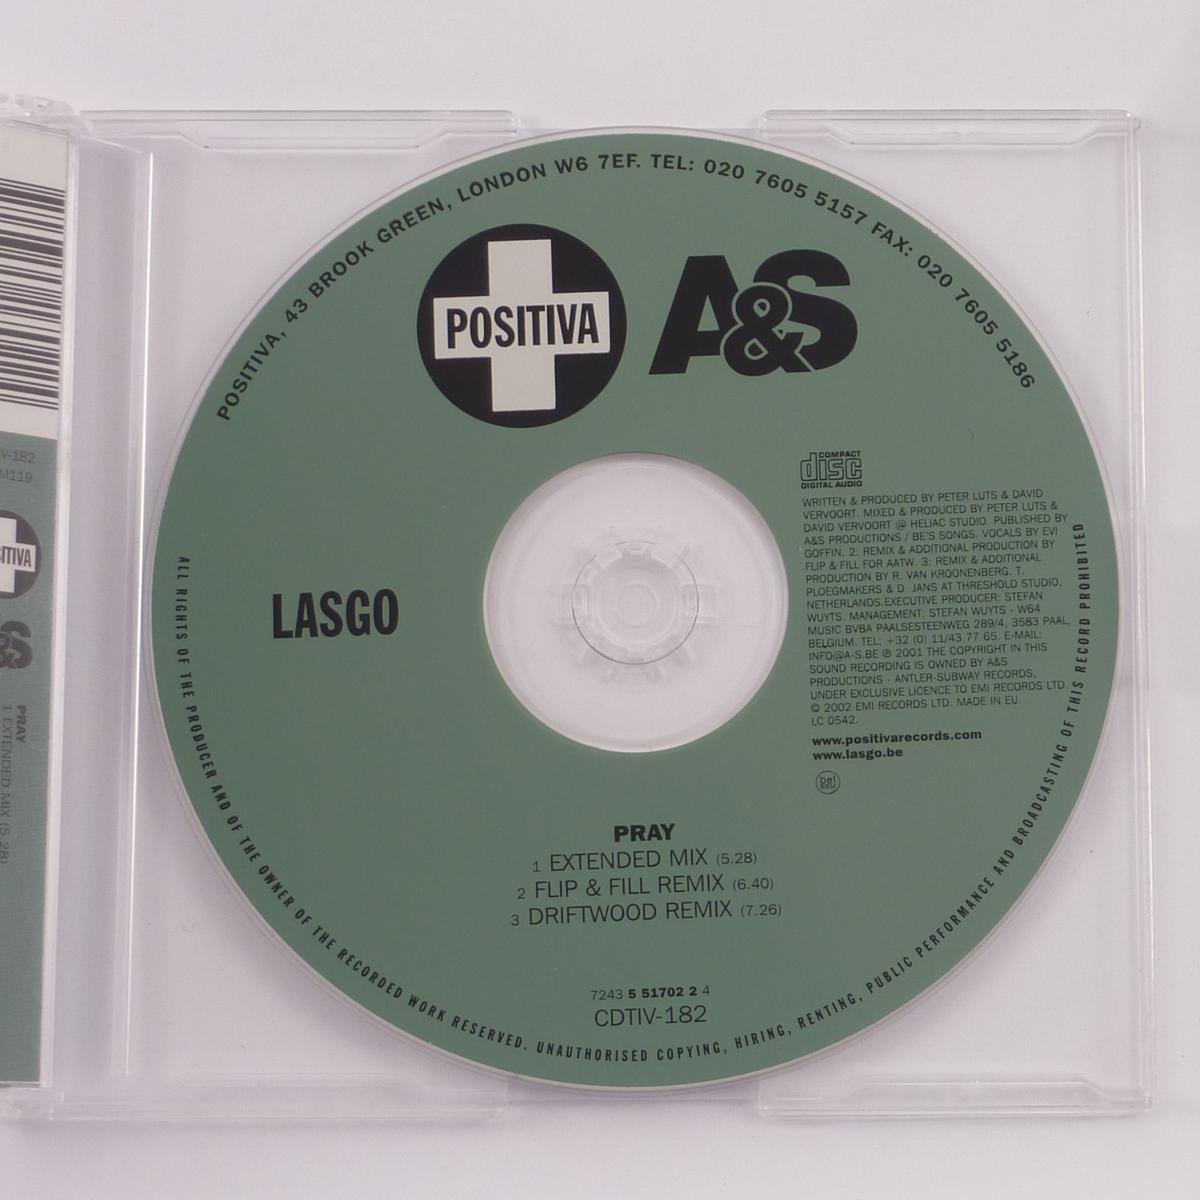 POSITIVA, 43 BROOK GREEN, LONDON W6 7EF. TEL: 020 7605 5157 FAX: 020 7605 5186
POSITIVA
A&S
COMPACT
disc
DIGITAL AUDIO
WRITTEN & PRODUCED BY PETER LUTS & DAVID
VERVOORT. MIXED & PRODUCED BY PETER LUTS &
DAVID VERVOORT @ HELIAC STUDIO. PUBLISHED BY
A&S PRODUCTIONS / BE'S SONGS. VOCALS BY EVI
GOFFIN. 2: REMIX & ADDITIONAL PRODUCTION BY
FLIP & FILL FOR AATW. 3: REMIX & ADDITIONAL
PRODUCTION BY R. VAN KROONENBERG, T.
PLOEGMAKERS & D. JANS AT THRESHOLD STUDIO,
NETHERLANDS.EXECUTIVE PRODUCER: STEFAN
WUYTS. MANAGEMENT: STEFAN WUYTS - W64
MUSIC BVBA PAALSESTEENWEG 289/4, 3583 PAAL,
BELGIUM. TEL: +32 (0) 11/43 77 65. E-MAIL:
INFO@A-S.BE ℗ 2001 THE COPYRIGHT IN THIS
SOUND RECORDING IS OWNED BY A&S
PRODUCTIONS - ANTLER-SUBWAY RECORDS,
UNDER EXCLUSIVE LICENCE TO EMI RECORDS LTD.
© 2002 EMI RECORDS LTD. MADE IN EU.
LC 0542.
www.positivarecords.com
www.lasgo.be
LASGO
PRAY
1 EXTENDED MIX (5.28)
2 FLIP & FILL REMIX (6.40)
3 DRIFTWOOD REMIX (7.26)
7243 5 51702 2 4
CDTIV-182
ALL RIGHTS OF THE PRODUCER AND OF THE OWNER OF THE RECORDED WORK RESERVED. UNAUTHORISED COPYING, HIRING, RENTING, PUBLIC PERFORMANCE AND BROADCASTING OF THIS RECORD PROHIBITED
V-182
M119
SITIVA
&S
PRAY
1 EXTENDED MIX (5.28)